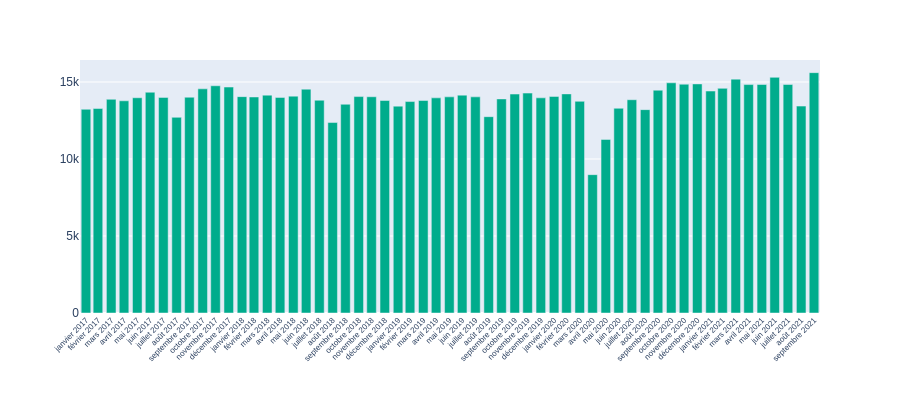 15k
10k
5k
0
janvier 2017
février 2017
mars 2017
avril 2017
mai 2017
juin 2017
juillet 2017
août 2017
septembre 2017
octobre 2017
novembre 2017
décembre 2017
janvier 2018
février 2018
mars 2018
avril 2018
mai 2018
juin 2018
juillet 2018
août 2018
septembre 2018
octobre 2018
novembre 2018
décembre 2018
janvier 2019
février 2019
mars 2019
avril 2019
mai 2019
juin 2019
juillet 2019
août 2019
septembre 2019
octobre 2019
novembre 2019
décembre 2019
janvier 2020
février 2020
mars 2020
avril 2020
mai 2020
juin 2020
juillet 2020
août 2020
septembre 2020
octobre 2020
novembre 2020
décembre 2020
janvier 2021
février 2021
mars 2021
avril 2021
mai 2021
juin 2021
juillet 2021
août 2021
septembre 2021